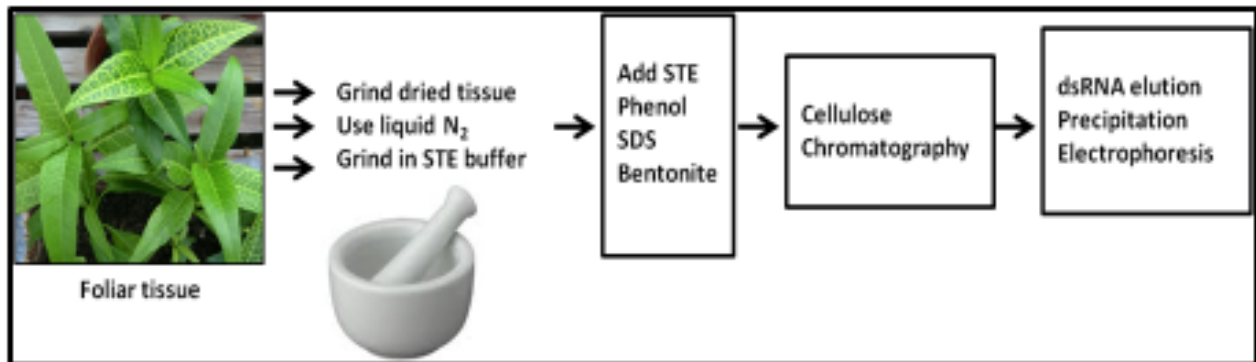 Foliar tissue
Grind dried tissue
Use liquid N₂
Grind in STE buffer
Add STE
Phenol
SDS
Bentonite
Cellulose
Chromatography
dsRNA elution
Precipitation
Electrophoresis